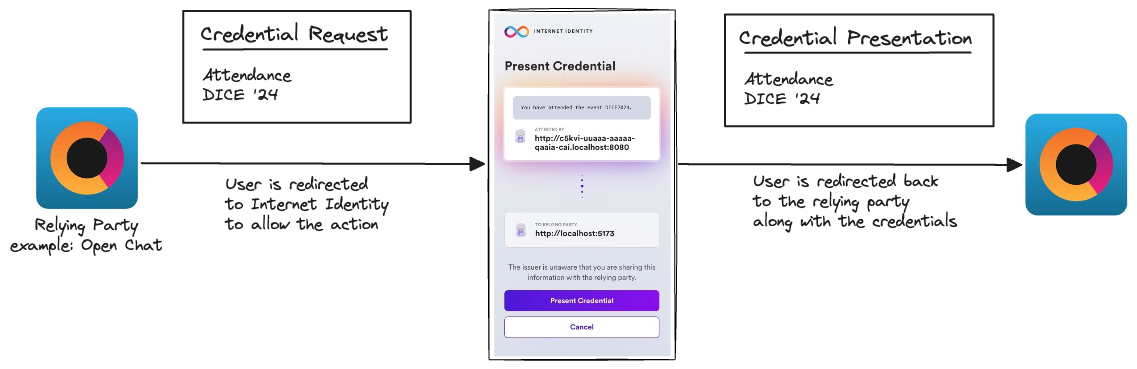 Credential Request
Attendance
DICE '24
Relying Party
example: Open Chat
User is redirected
to Internet Identity
to allow the action
INTERNET IDENTITY
Present Credential
You have attended the event DICE2024.
ATTESTED BY
http://c5kvi-uuaaa-aaaaa-
qaaia-cai.localhost:8080
TO RELYING PARTY
http://localhost:5173
The issuer is unaware that you are sharing this
information with the relying party.
Present Credential
Cancel
Credential Presentation
Attendance
DICE '24
User is redirected back
to the relying party
along with the credentials